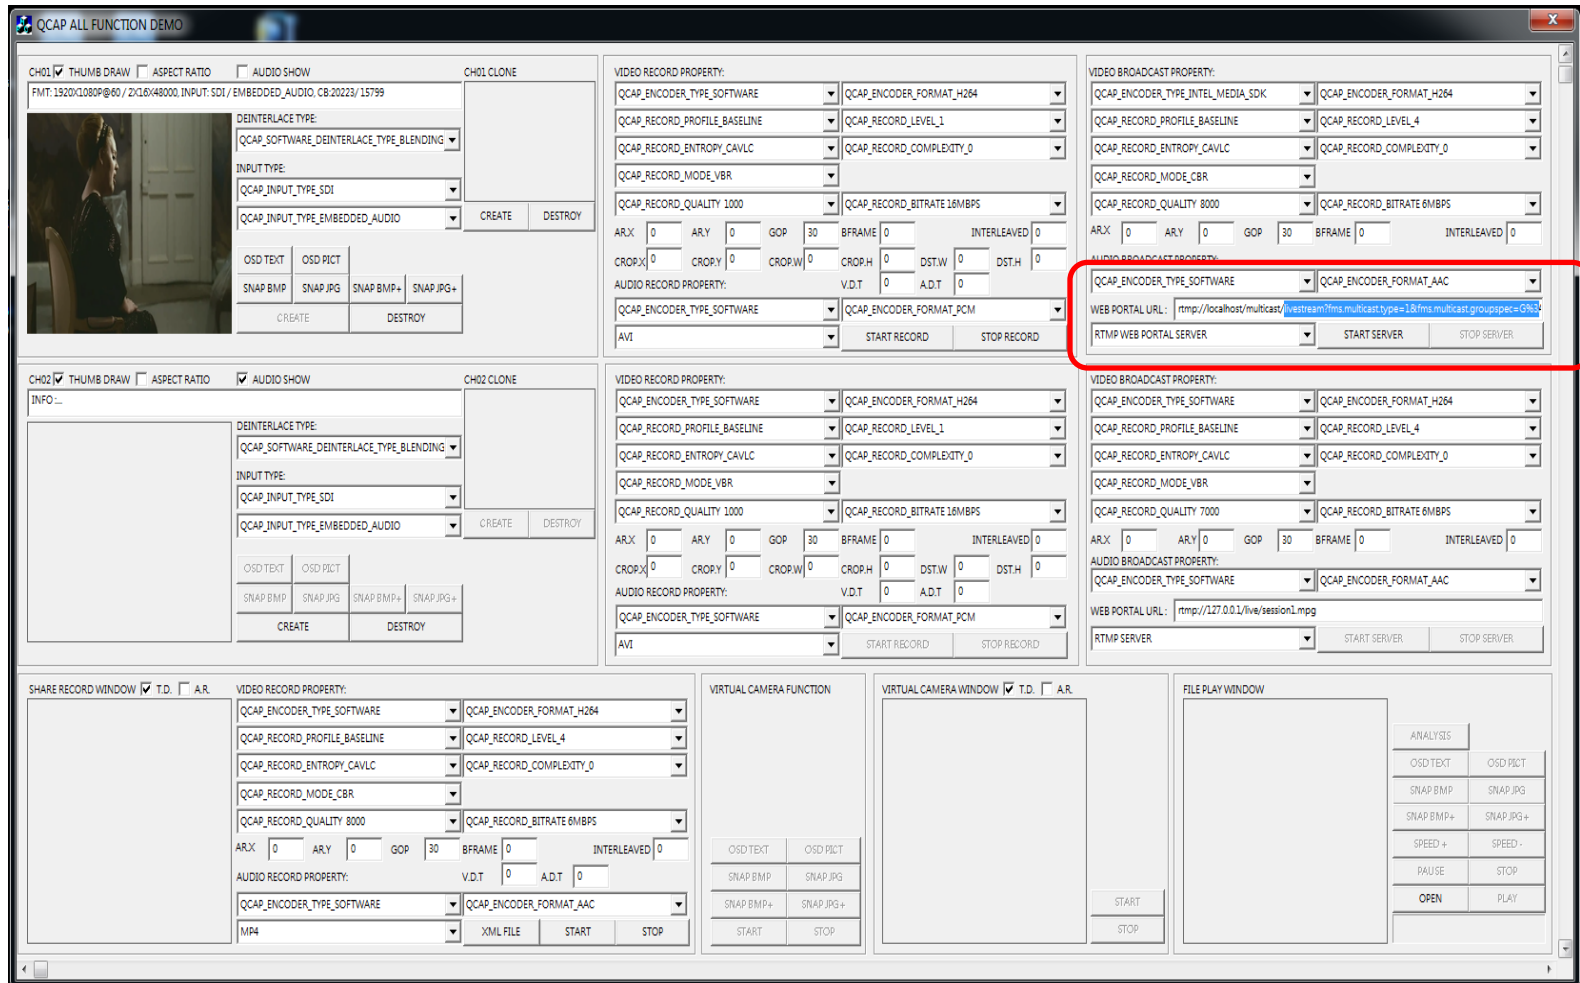 QCAP ALL FUNCTION DEMO
X
CH01 THUMB DRAW ASPECT RATIO AUDIO SHOW CH01 CLONE
FMT: 1920X1080P@60 / 2X16X48000, INPUT: SDI / EMBEDDED_AUDIO, CB:20223/ 15799
DEINTERLACE TYPE:
QCAP_SOFTWARE_DEINTERLACE_TYPE_BLENDING
INPUT TYPE:
QCAP_INPUT_TYPE_SDI
QCAP_INPUT_TYPE_EMBEDDED_AUDIO
CREATE DESTROY
OSD TEXT OSD PICT
SNAP BMP SNAP JPG SNAP BMP+ SNAP JPG+
CREATE DESTROY
VIDEO RECORD PROPERTY:
QCAP_ENCODER_TYPE_SOFTWARE QCAP_ENCODER_FORMAT_H264
QCAP_RECORD_PROFILE_BASELINE QCAP_RECORD_LEVEL_1
QCAP_RECORD_ENTROPY_CAVLC QCAP_RECORD_COMPLEXITY_0
QCAP_RECORD_MODE_VBR
QCAP_RECORD_QUALITY 1000 QCAP_RECORD_BITRATE 16MBPS
AR.X 0 AR.Y 0 GOP 30 BFRAME 0 INTERLEAVED 0
CROP.X 0 CROP.Y 0 CROP.W 0 CROP.H 0 DST.W 0 DST.H 0
AUDIO RECORD PROPERTY: V.D.T 0 A.D.T 0
QCAP_ENCODER_TYPE_SOFTWARE QCAP_ENCODER_FORMAT_PCM
AVI START RECORD STOP RECORD
VIDEO BROADCAST PROPERTY:
QCAP_ENCODER_TYPE_INTEL_MEDIA_SDK QCAP_ENCODER_FORMAT_H264
QCAP_RECORD_PROFILE_BASELINE QCAP_RECORD_LEVEL_4
QCAP_RECORD_ENTROPY_CAVLC QCAP_RECORD_COMPLEXITY_0
QCAP_RECORD_MODE_CBR
QCAP_RECORD_QUALITY 8000 QCAP_RECORD_BITRATE 6MBPS
AR.X 0 AR.Y 0 GOP 30 BFRAME 0 INTERLEAVED 0
AUDIO BROADCAST PROPERTY:
QCAP_ENCODER_TYPE_SOFTWARE QCAP_ENCODER_FORMAT_AAC
WEB PORTAL URL : rtmp://localhost/multicast/livestream?fms.multicast.type=1&fms.multicast.groupspec=G%3
RTMP WEB PORTAL SERVER START SERVER STOP SERVER
CH02 THUMB DRAW ASPECT RATIO AUDIO SHOW CH02 CLONE
INFO :...
DEINTERLACE TYPE:
QCAP_SOFTWARE_DEINTERLACE_TYPE_BLENDING
INPUT TYPE:
QCAP_INPUT_TYPE_SDI
QCAP_INPUT_TYPE_EMBEDDED_AUDIO
CREATE DESTROY
OSD TEXT OSD PICT
SNAP BMP SNAP JPG SNAP BMP+ SNAP JPG+
CREATE DESTROY
VIDEO RECORD PROPERTY:
QCAP_ENCODER_TYPE_SOFTWARE QCAP_ENCODER_FORMAT_H264
QCAP_RECORD_PROFILE_BASELINE QCAP_RECORD_LEVEL_1
QCAP_RECORD_ENTROPY_CAVLC QCAP_RECORD_COMPLEXITY_0
QCAP_RECORD_MODE_VBR
QCAP_RECORD_QUALITY 1000 QCAP_RECORD_BITRATE 16MBPS
AR.X 0 AR.Y 0 GOP 30 BFRAME 0 INTERLEAVED 0
CROP.X 0 CROP.Y 0 CROP.W 0 CROP.H 0 DST.W 0 DST.H 0
AUDIO RECORD PROPERTY: V.D.T 0 A.D.T 0
QCAP_ENCODER_TYPE_SOFTWARE QCAP_ENCODER_FORMAT_PCM
AVI START RECORD STOP RECORD
VIDEO BROADCAST PROPERTY:
QCAP_ENCODER_TYPE_SOFTWARE QCAP_ENCODER_FORMAT_H264
QCAP_RECORD_PROFILE_BASELINE QCAP_RECORD_LEVEL_4
QCAP_RECORD_ENTROPY_CAVLC QCAP_RECORD_COMPLEXITY_0
QCAP_RECORD_MODE_VBR
QCAP_RECORD_QUALITY 7000 QCAP_RECORD_BITRATE 6MBPS
AR.X 0 AR.Y 0 GOP 30 BFRAME 0 INTERLEAVED 0
AUDIO BROADCAST PROPERTY:
QCAP_ENCODER_TYPE_SOFTWARE QCAP_ENCODER_FORMAT_AAC
WEB PORTAL URL : rtmp://127.0.0.1/live/session1.mpg
RTMP SERVER START SERVER STOP SERVER
SHARE RECORD WINDOW T.D. A.R.
VIDEO RECORD PROPERTY:
QCAP_ENCODER_TYPE_SOFTWARE QCAP_ENCODER_FORMAT_H264
QCAP_RECORD_PROFILE_BASELINE QCAP_RECORD_LEVEL_4
QCAP_RECORD_ENTROPY_CAVLC QCAP_RECORD_COMPLEXITY_0
QCAP_RECORD_MODE_CBR
QCAP_RECORD_QUALITY 8000 QCAP_RECORD_BITRATE 6MBPS
AR.X 0 AR.Y 0 GOP 30 BFRAME 0 INTERLEAVED 0
AUDIO RECORD PROPERTY: V.D.T 0 A.D.T 0
QCAP_ENCODER_TYPE_SOFTWARE QCAP_ENCODER_FORMAT_AAC
MP4 XML FILE START STOP
VIRTUAL CAMERA FUNCTION
OSD TEXT OSD PICT
SNAP BMP SNAP JPG
SNAP BMP+ SNAP JPG+
START STOP
VIRTUAL CAMERA WINDOW T.D. A.R.
START
STOP
FILE PLAY WINDOW
ANALYSIS
OSD TEXT OSD PICT
SNAP BMP SNAP JPG
SNAP BMP+ SNAP JPG+
SPEED + SPEED -
PAUSE STOP
OPEN PLAY